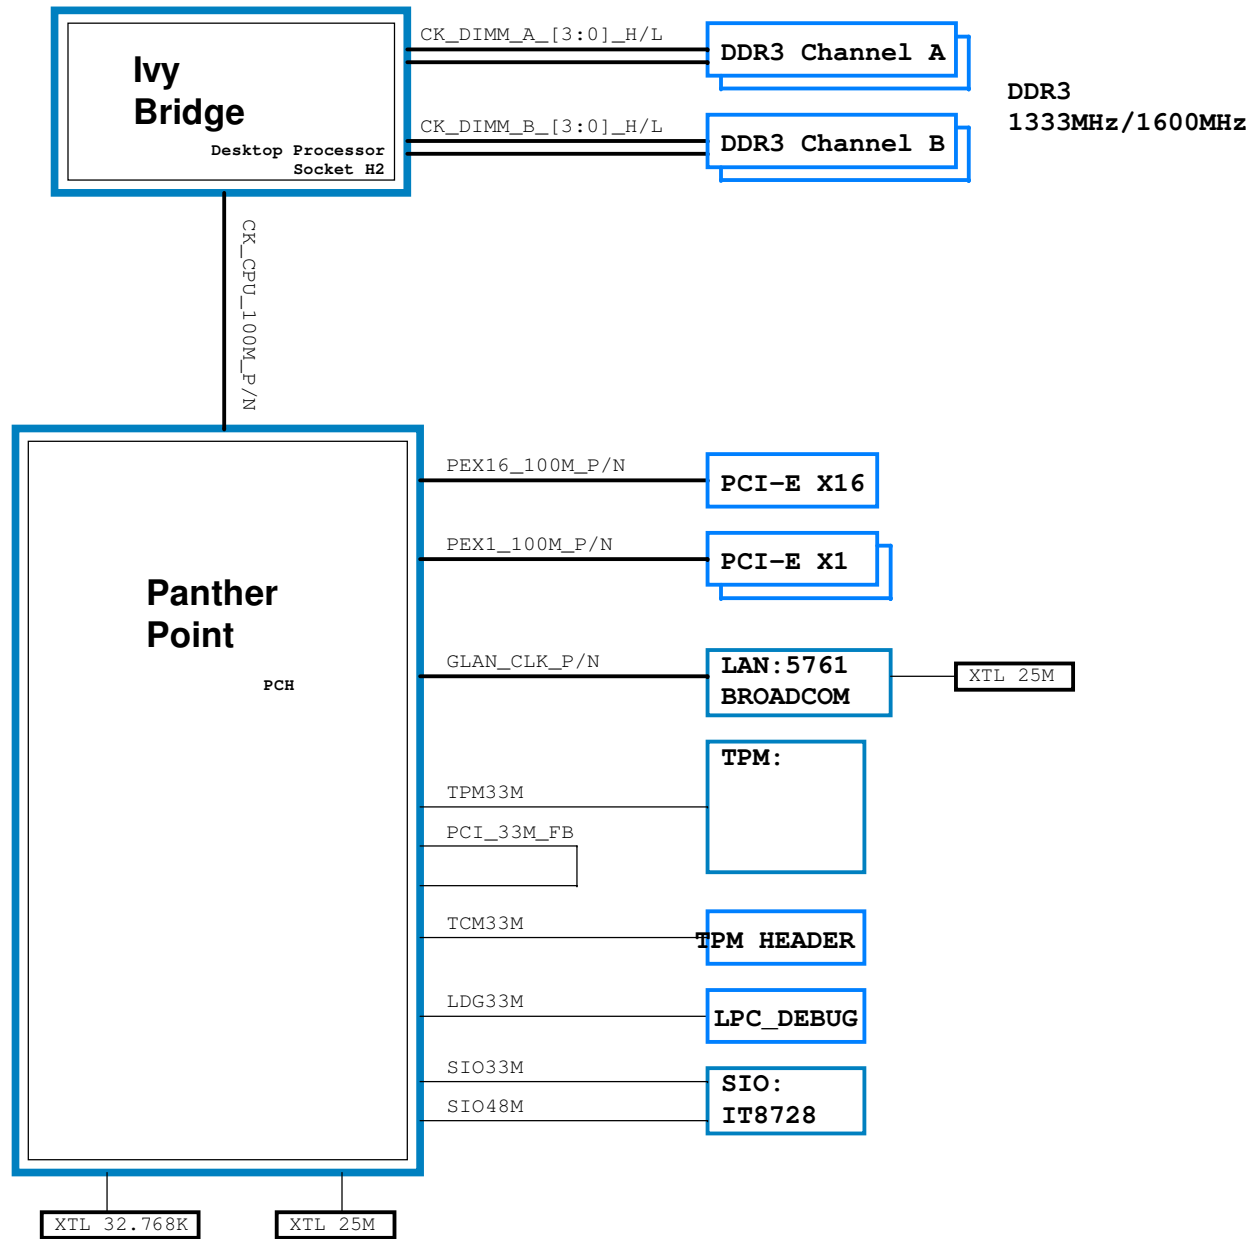 CK_DIMM_A_[3:0]_H/L
DDR3 Channel A
Ivy
Bridge
Desktop Processor
Socket H2
DDR3
1333MHz/1600MHz
CK_DIMM_B_[3:0]_H/L
DDR3 Channel B
CK_CPU_100M_P/N
PEX16_100M_P/N
PCI-E X16
PEX1_100M_P/N
PCI-E X1
Panther
Point
PCH
GLAN_CLK_P/N
LAN:5761
BROADCOM
XTL 25M
TPM:
TPM33M
PCI_33M_FB
TCM33M
TPM HEADER
LDG33M
LPC_DEBUG
SIO33M
SIO48M
SIO:
IT8728
XTL 32.768K
XTL 25M